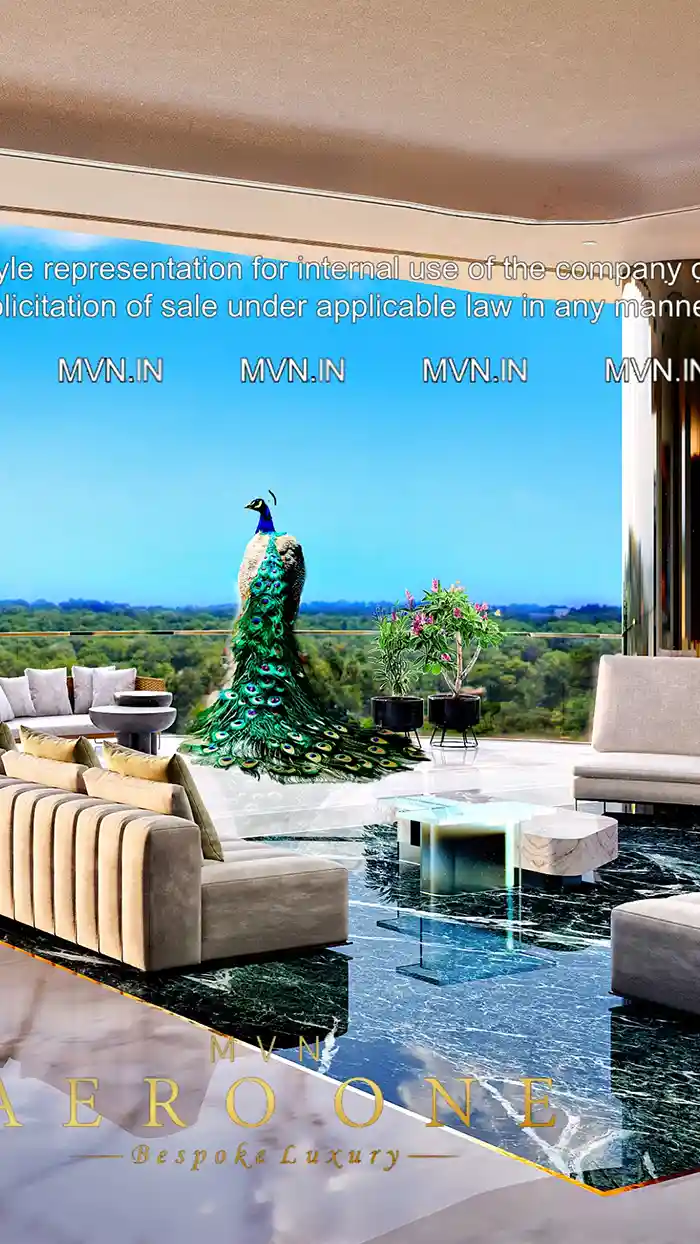 yle representation for internal use of the company
licitation of sale under applicable law in any manne
MVN.IN MVN.IN MVN.IN MVN.IN
MVN
AERO ONE
Bespoke Luxury